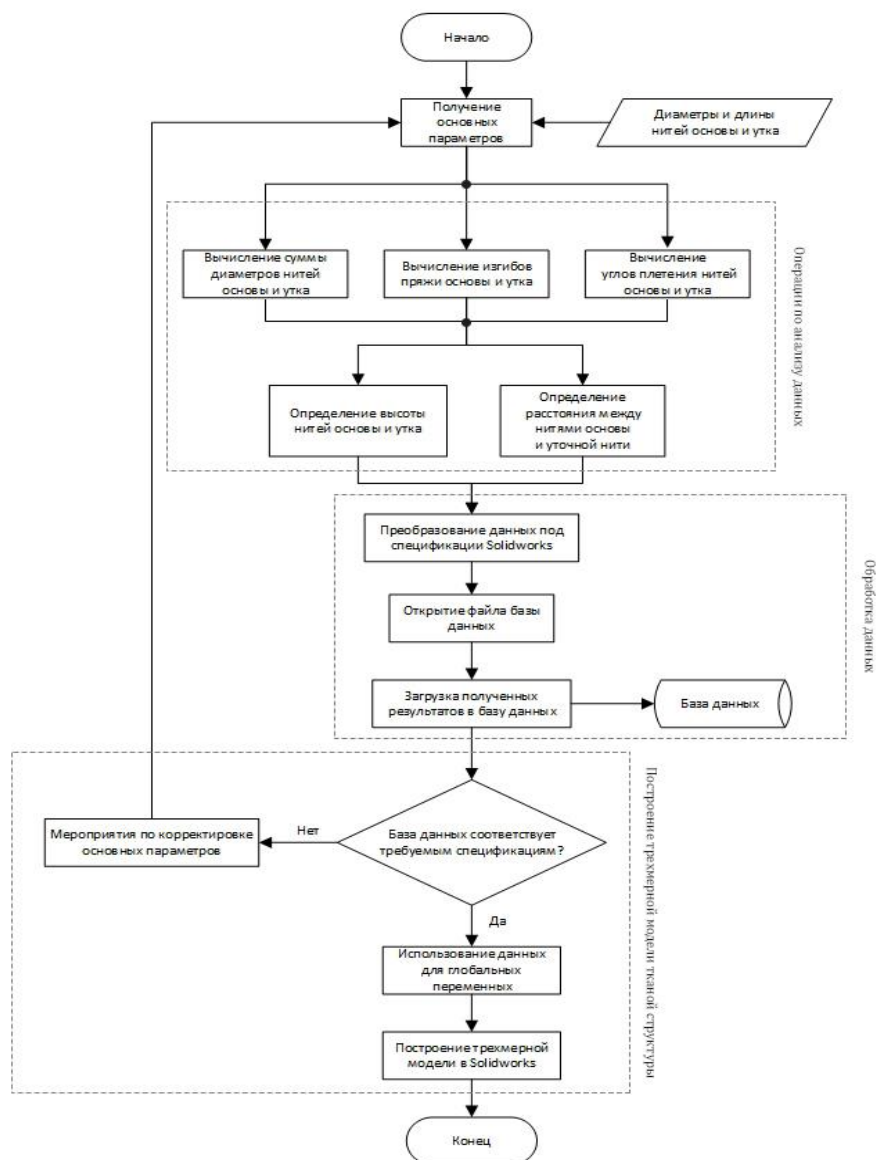 Начало
Получение
основных
параметров
Диаметры и длины
нитей основы и утка
Вычисление суммы
диаметров нитей
основы и утка
Вычисление изгибов
пряжи основы и утка
Вычисление
углов плетения нитей
основы и утка
Операции по анализу данных
Определение высоты
нитей основы и утка
Определение
расстояния между
нитями основы
и уточной нити
Преобразование данных под
спецификации Solidworks
Открытие файла базы
данных
Обработка данных
Загрузка полученных
результатов в базу данных
База данных
Мероприятия по корректировке
основных параметров
Нет
База данных соответствует
требуемым спецификациям?
Да
Использование данных
для глобальных
переменных
Построение трехмерной модели тканой структуры
Построение трехмерной
модели в Solidworks
Конец